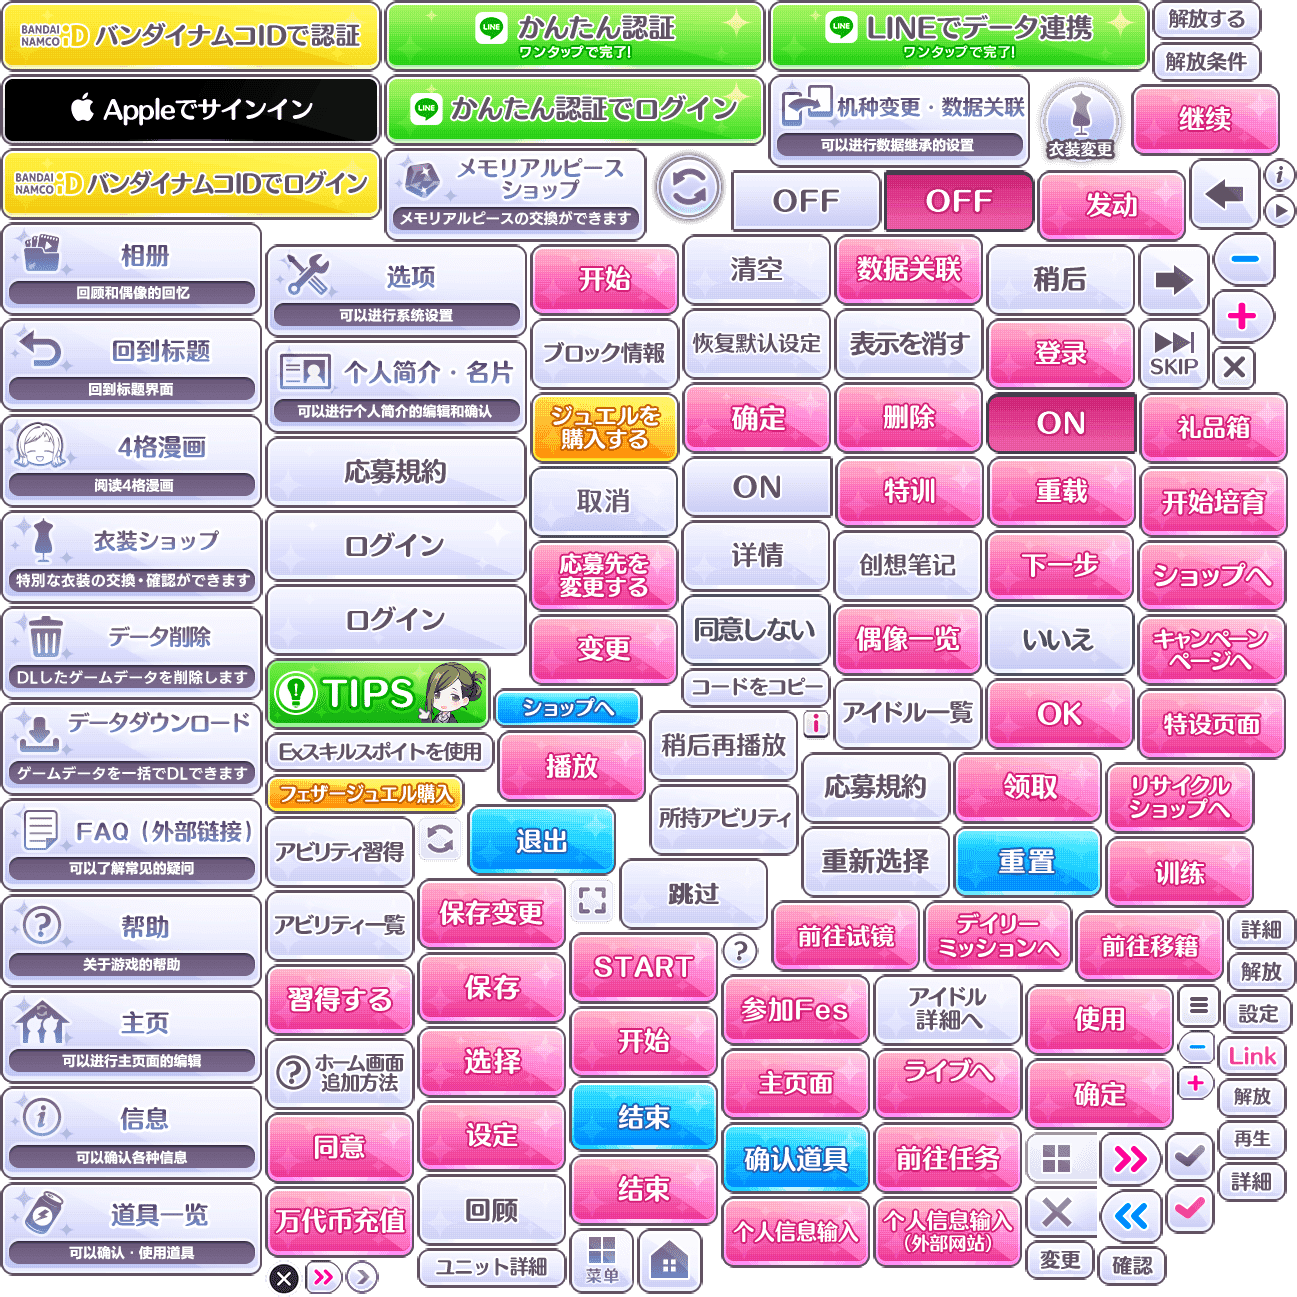 BANDAI NAMCO iD バンダイナムコIDで認証
LINE かんたん認証
ワンタップで完了!
LINE LINEでデータ連携
ワンタップで完了!
解放する
解放条件
Appleでサインイン
LINE かんたん認証でログイン
机种变更・数据关联
可以进行数据继承的设置
衣装変更
继续
BANDAI NAMCO iD バンダイナムコIDでログイン
メモリアルピース
ショップ
メモリアルピースの交換ができます
OFF
OFF
发动
i
相册
回顾和偶像的回忆
回到标题
回到标题界面
4格漫画
阅读4格漫画
衣装ショップ
特別な衣装の交換・確認ができます
データ削除
DLしたゲームデータを削除します
データダウンロード
ゲームデータを一括でDLできます
FAQ（外部链接）
可以了解常见的疑问
?
帮助
关于游戏的帮助
主页
可以进行主页面的编辑
i
信息
可以确认各种信息
道具一览
可以确认・使用道具
选项
可以进行系统设置
个人简介・名片
可以进行个人简介的编辑和确认
応募規約
ログイン
ログイン
TIPS
Exスキルスポイトを使用
フェザージュエル購入
アビリティ習得
アビリティ一覧
習得する
?
ホーム画面
追加方法
同意
万代币充值
开始
ブロック情報
ジュエルを
購入する
取消
応募先を
変更する
变更
ショップへ
播放
退出
保存变更
保存
选择
设定
回顾
ユニット詳細
清空
恢复默认设定
确定
ON
详情
同意しない
コードをコピー
i
稍后再播放
所持アビリティ
跳过
START
开始
结束
结束
菜单
数据关联
表示を消す
删除
特训
创想笔记
偶像一览
アイドル一覧
応募規約
重新选择
前往试镜
?
参加Fes
主页面
确认道具
个人信息输入
稍后
登录
ON
重载
下一步
いいえ
OK
领取
重置
デイリー
ミッションへ
アイドル
詳細へ
ライブへ
前往任务
个人信息输入
（外部网站）
SKIP
礼品箱
开始培育
ショップへ
キャンペーン
ページへ
特设页面
リサイクル
ショップへ
训练
前往移籍
使用
确定
変更
確認
詳細
解放
設定
Link
解放
再生
詳細